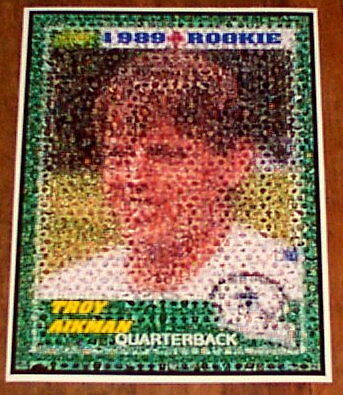 1989 ROOKIE
TROY
AIKMAN
QUARTERBACK